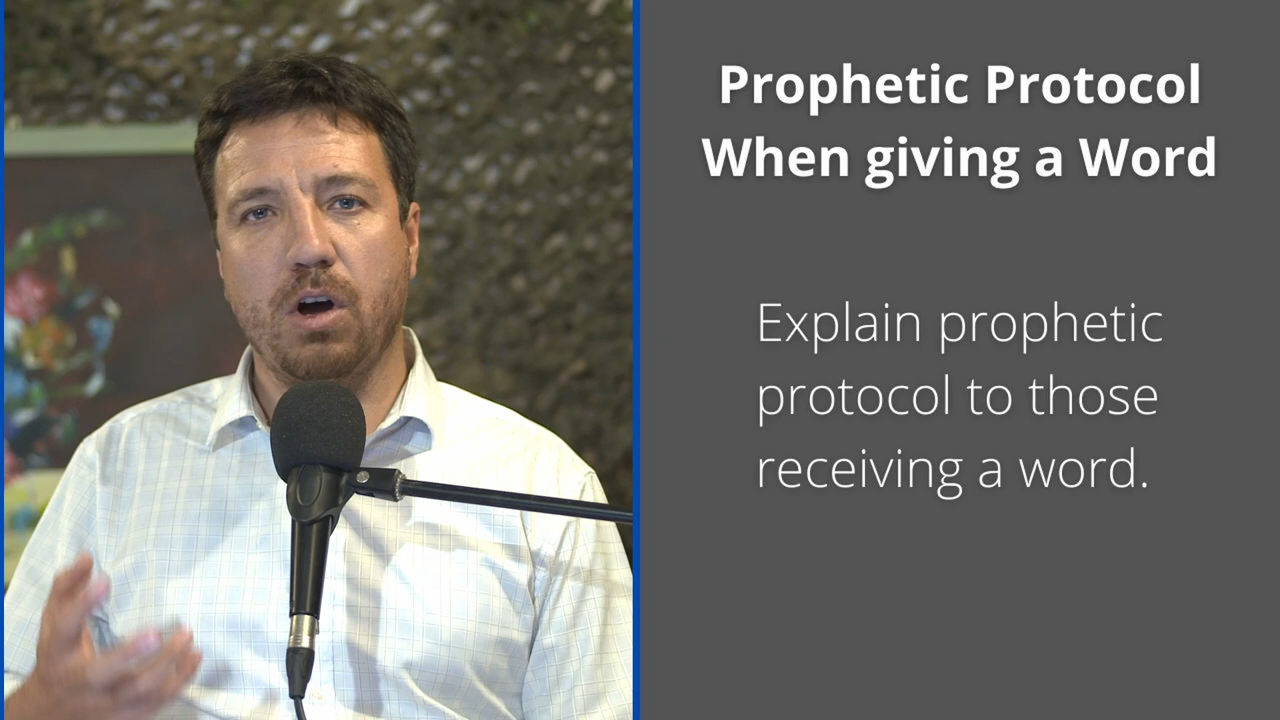 Prophetic Protocol
When giving a Word
Explain prophetic
protocol to those
receiving a word.